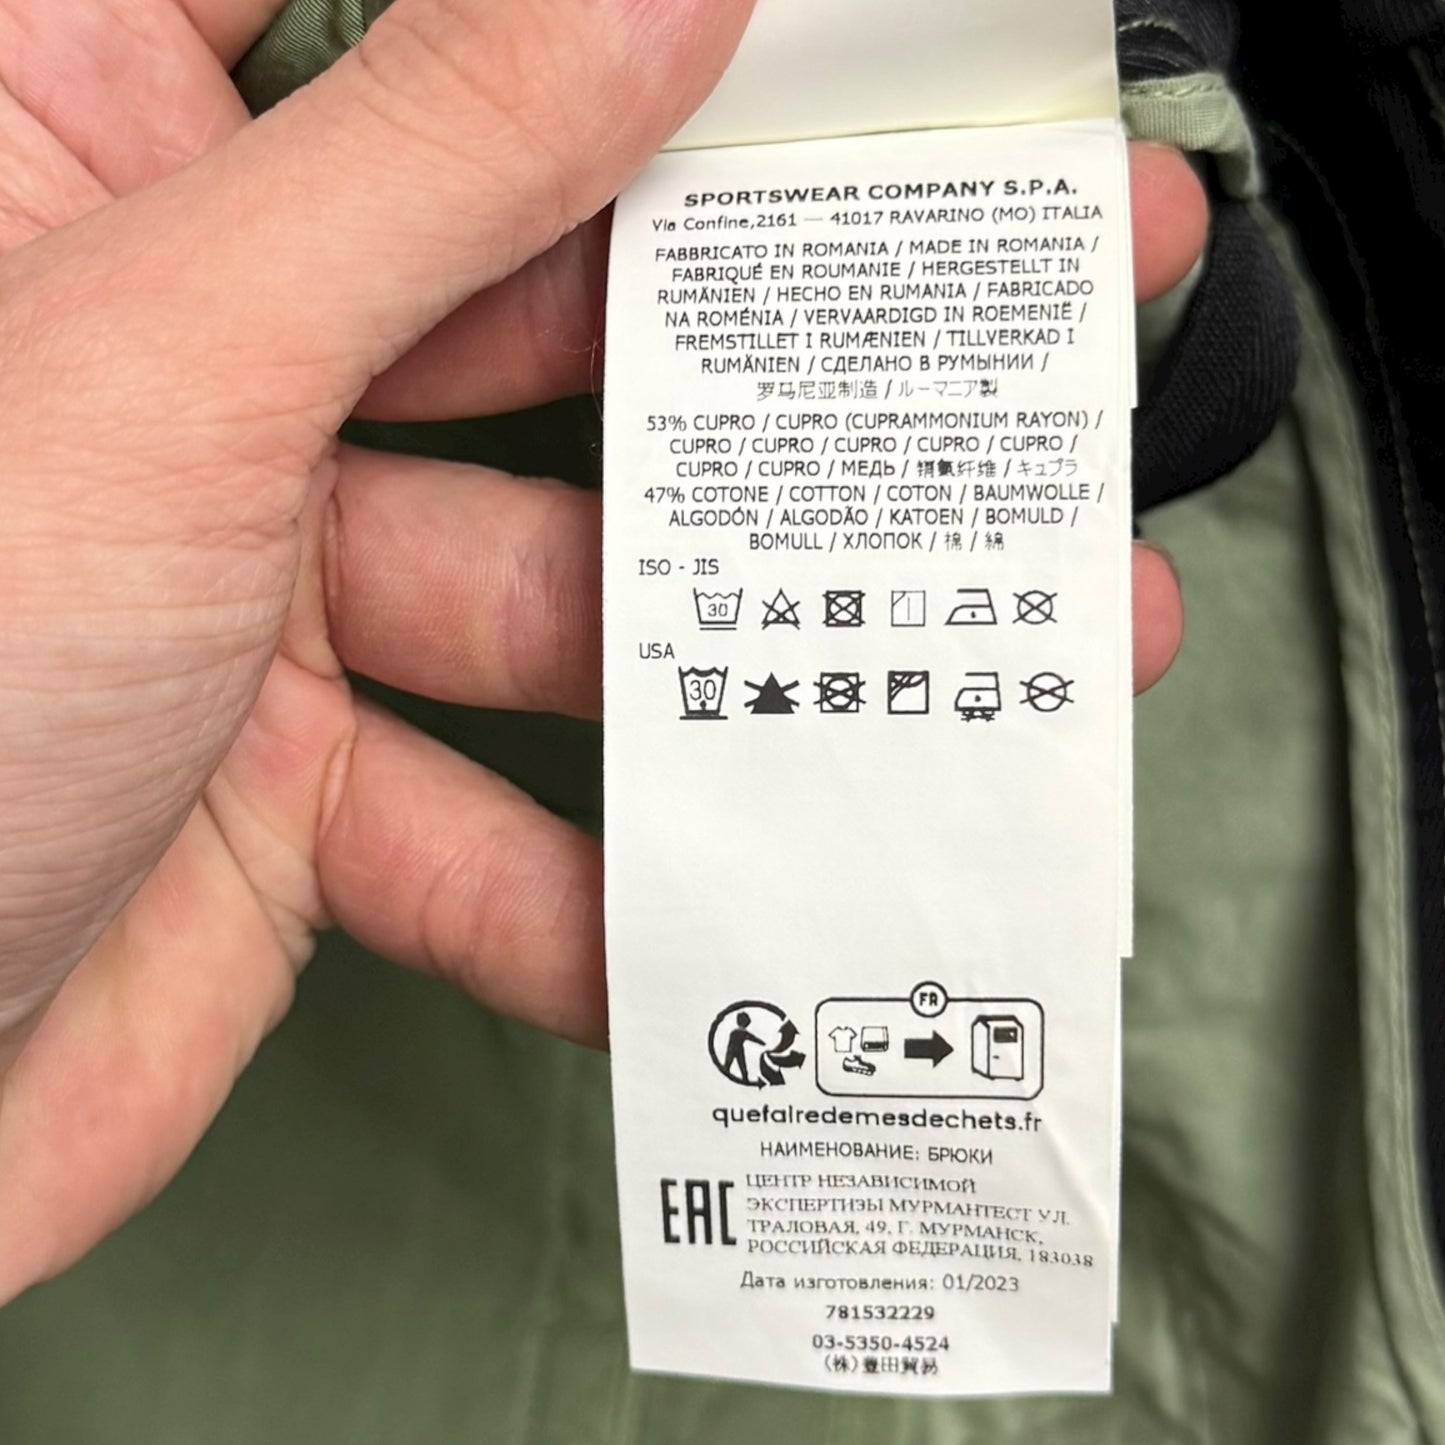 SPORTSWEAR COMPANY S.P.A.
Via Confine,2161 — 41017 RAVARINO (MO) ITALIA
FABBRICATO IN ROMANIA / MADE IN ROMANIA /
FABRIQUÉ EN ROUMANIE / HERGESTELLT IN
RUMÄNIEN / HECHO EN RUMANIA / FABRICADO
NA ROMÉNIA / VERVAARDIGD IN ROEMENIË /
FREMSTILLET I RUMÆNIEN / TILLVERKAD I
RUMÄNIEN / СДЕЛАНО В РУМЫНИИ /
罗马尼亚制造 / ルーマニア製
53% CUPRO / CUPRO (CUPRAMMONIUM RAYON) /
CUPRO / CUPRO / CUPRO / CUPRO / CUPRO /
CUPRO / CUPRO / МЕДЬ / 铜氨纤维 / キュプラ
47% COTONE / COTTON / COTON / BAUMWOLLE /
ALGODÓN / ALGODÃO / KATOEN / BOMULD /
BOMULL / ХЛОПОК / 棉 / 綿
ISO - JIS
30
USA
30
FR
quefairedemesdechets.fr
НАИМЕНОВАНИЕ: БРЮКИ
EAC
ЦЕНТР НЕЗАВИСИМОЙ
ЭКСПЕРТИЗЫ МУРМАНТЕСТ УЛ.
ТРАЛОВАЯ, 49, Г. МУРМАНСК,
РОССИЙСКАЯ ФЕДЕРАЦИЯ, 183038
Дата изготовления: 01/2023
781532229
03-5350-4524
(株)豊田貿易